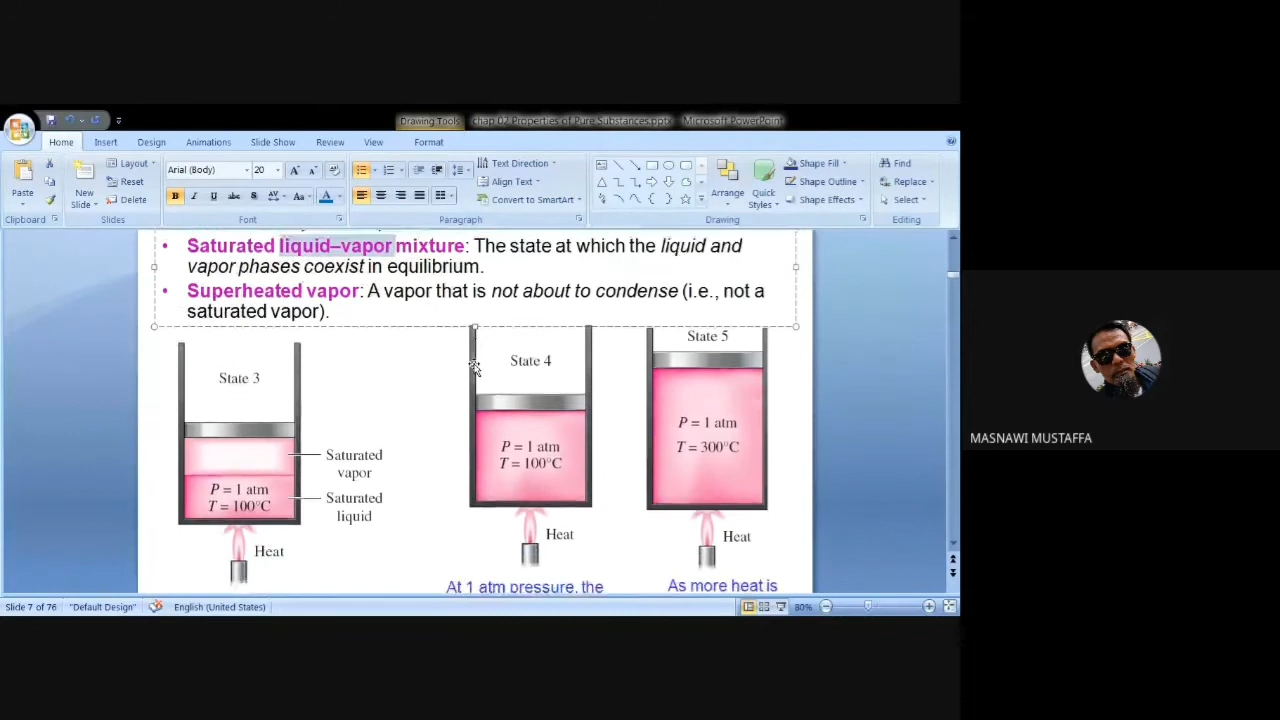 Drawing Tools
chap 02 Properties of Pure Substances.pptx - Microsoft PowerPoint
Home Insert Design Animations Slide Show Review View Format
Paste
Clipboard
New Slide
Layout
Reset
Delete
Slides
Arial (Body) 20
B I U abc S AV Aa A
Font
Paragraph
Text Direction
Align Text
Convert to SmartArt
Arrange
Quick Styles
Shape Fill
Shape Outline
Shape Effects
Drawing
Find
Replace
Select
Editing
• Saturated liquid–vapor mixture: The state at which the liquid and
vapor phases coexist in equilibrium.
• Superheated vapor: A vapor that is not about to condense (i.e., not a
saturated vapor).
State 3
P = 1 atm
T = 100°C
Saturated
vapor
Saturated
liquid
Heat
State 4
P = 1 atm
T = 100°C
Heat
At 1 atm pressure, the
State 5
P = 1 atm
T = 300°C
Heat
As more heat is
Slide 7 of 76 "Default Design" English (United States) 80%
MASNAWI MUSTAFFA